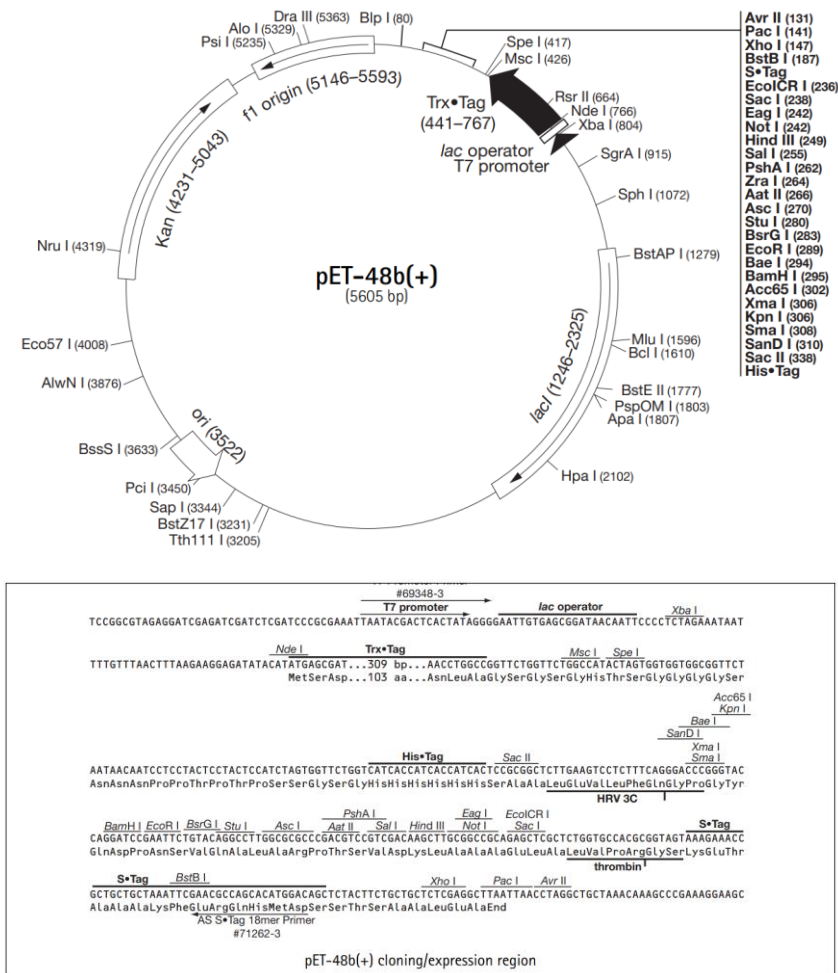 Dra III (5363)
Alo I (5329)
Psi I (5235)
Blp I (80)
f1 origin (5146–5593)
Kan (4231–5043)
Nru I (4319)
Eco57 I (4008)
AlwN I (3876)
ori (3522)
BssS I (3633)
Pci I (3450)
Sap I (3344)
BstZ17 I (3231)
Tth111 I (3205)
pET-48b(+)
(5605 bp)
Spe I (417)
Msc I (426)
Trx•Tag
(441–767)
Rsr II (664)
Nde I (766)
Xba I (804)
lac operator
T7 promoter
SgrA I (915)
Sph I (1072)
BstAP I (1279)
lacI (1246–2325)
Mlu I (1596)
Bcl I (1610)
BstE II (1777)
PspOM I (1803)
Apa I (1807)
Hpa I (2102)
Avr II (131)
Pac I (141)
Xho I (147)
BstB I (187)
S•Tag
EcoICR I (236)
Sac I (238)
Eag I (242)
Not I (242)
Hind III (249)
Sal I (255)
PshA I (262)
Zra I (264)
Aat II (266)
Asc I (270)
Stu I (280)
BsrG I (283)
EcoR I (289)
Bae I (294)
BamH I (295)
Acc65 I (302)
Xma I (306)
Kpn I (306)
Sma I (308)
SanD I (310)
Sac II (338)
His•Tag
#69348-3
T7 promoter
lac operator
Xba I
TCCGGCGTAGAGGATCGAGATCGATCTCGATCCCGCGAAATTAATACGACTCACTATAGGGGAATTGTGAGCGGATAACAATTCCCCTCTAGAAATAAT
Nde I
Trx•Tag
Msc I
Spe I
TTTGTTTAACTTTAAGAAGGAGATATACATATGAGCGAT...309 bp...AACCTGGCCGGTTCTGGTTCTGGCCATACTAGTGGTGGTGGCGGTTCT
MetSerAsp...103 aa...AsnLeuAlaGlySerGlySerGlyHisThrSerGlyGlyGlyGlySer
Acc65 I
Kpn I
Bae I
SanD I
Xma I
His•Tag
Sac II
Sma I
AATAACAATCCTCCTACTCCTACTCCATCTAGTGGTTCTGGTCATCACCATCACCATCACTCCGCGGCTCTTGAAGTCCTCTTTCAGGGACCCGGGTAC
AsnAsnAsnProProThrProThrProSerSerGlySerGlyHisHisHisHisHisHisSerAlaAlaLeuGluValLeuPheGlnGlyProGlyTyr
HRV 3C
PshA I
Eag I
EcoICR I
BamH I
EcoR I
BsrG I
Stu I
Asc I
Aat II
Sal I
Hind III
Not I
Sac I
S•Tag
CAGGATCCGAATTCTGTACAGGCCTTGGCGCGCCCGACGTCCGTCGACAAGCTTGCGGCCGCAGAGCTCGCTCTGGTGCCACGCGGTAGTAAAGAAACC
GlnAspProAsnSerValGlnAlaLeuAlaArgProThrSerValAspLysLeuAlaAlaAlaGluLeuAlaLeuValProArgGlySerLysGluThr
thrombin
S•Tag
BstB I
Xho I
Pac I
Avr II
GCTGCTGCTAAATTCGAACGCCAGCACATGGACAGCTCTACTTCTGCTGCTCTCGAGGCTTAATTAACCTAGGCTGCTAAACAAAGCCCGAAAGGAAGC
AlaAlaAlaLysPheGluArgGlnHisMetAspSerSerThrSerAlaAlaLeuGluAlaEnd
AS S•Tag 18mer Primer
#71262-3
pET-48b(+) cloning/expression region